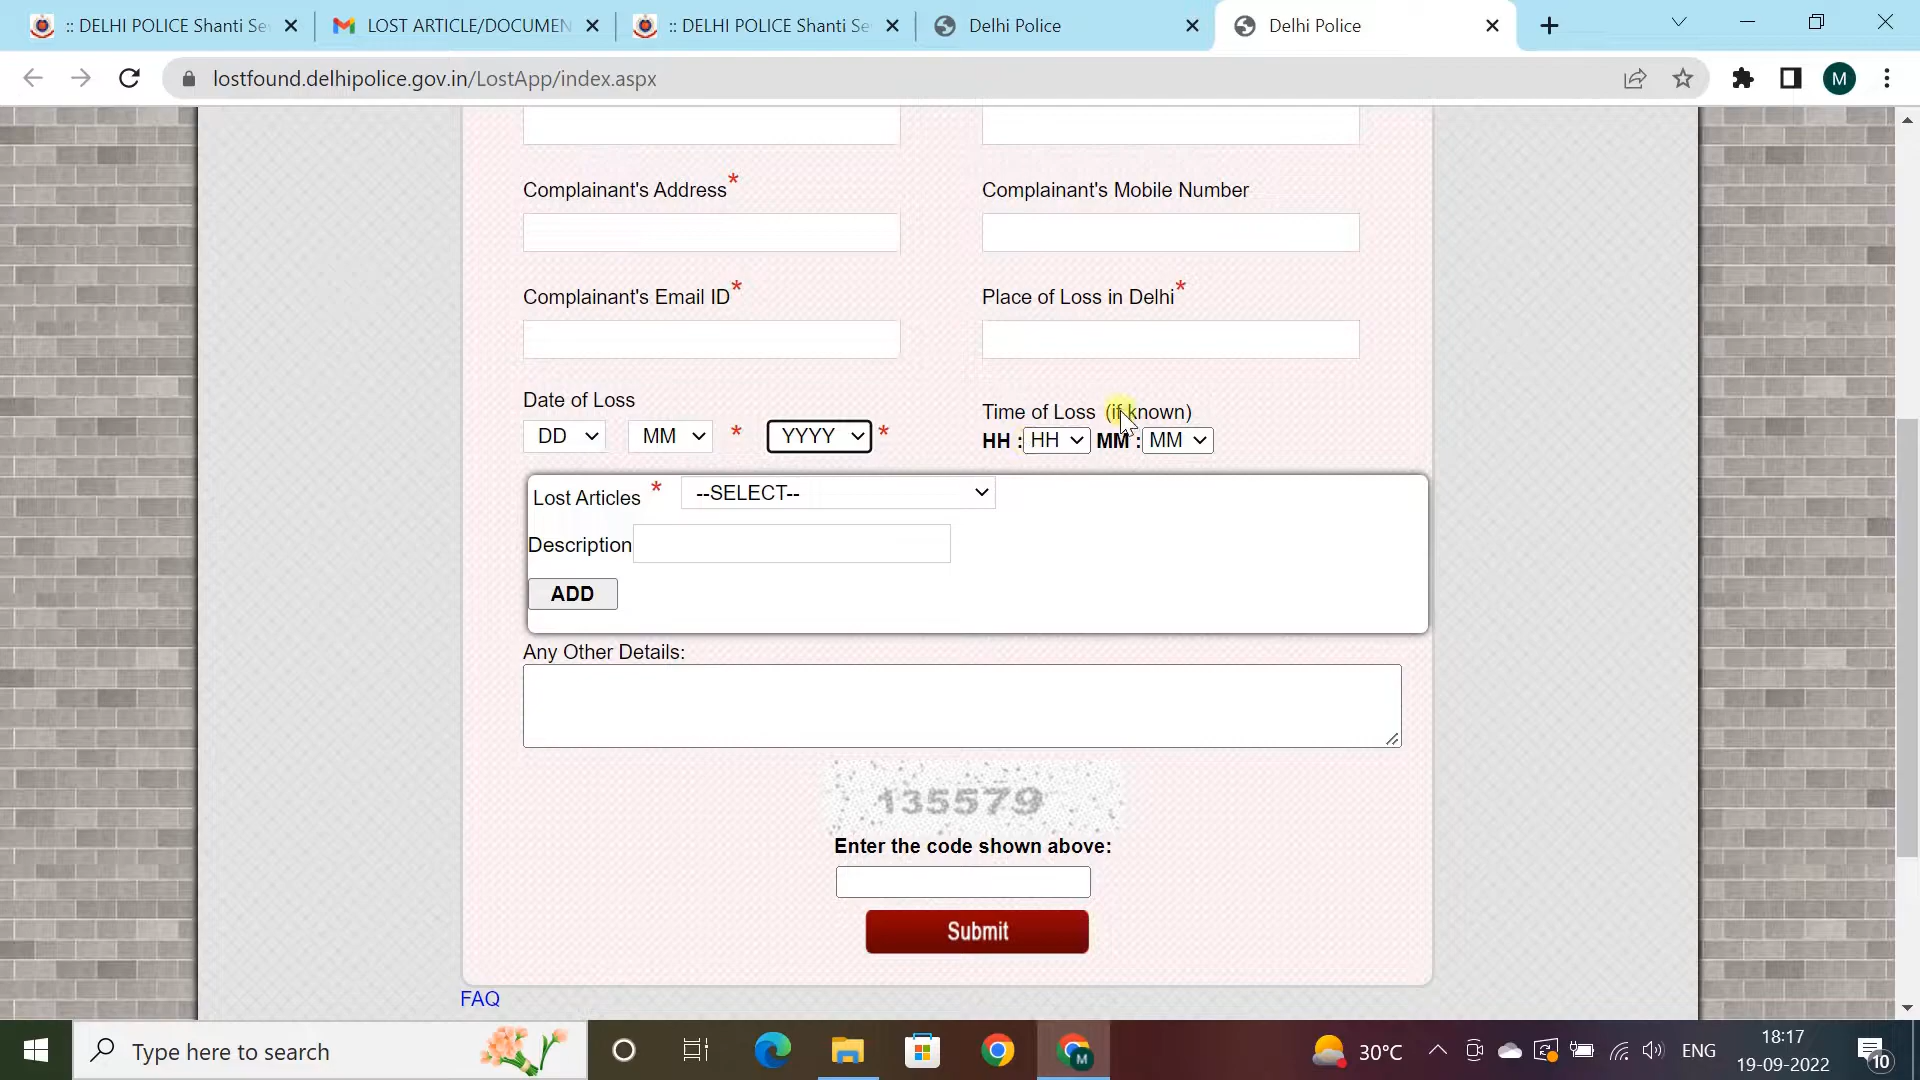 :: DELHI POLICE Shanti Se
LOST ARTICLE/DOCUMEN
:: DELHI POLICE Shanti Se
Delhi Police
Delhi Police
lostfound.delhipolice.gov.in/LostApp/index.aspx
M
Complainant's Address*
Complainant's Mobile Number
Complainant's Email ID*
Place of Loss in Delhi*
Date of Loss
Time of Loss (if known)
DD MM * YYYY *
HH : HH MM : MM
Lost Articles * --SELECT--
Description
ADD
Any Other Details:
135579
Enter the code shown above:
Submit
FAQ
Type here to search
M
30°C
ENG
18:17
19-09-2022
10